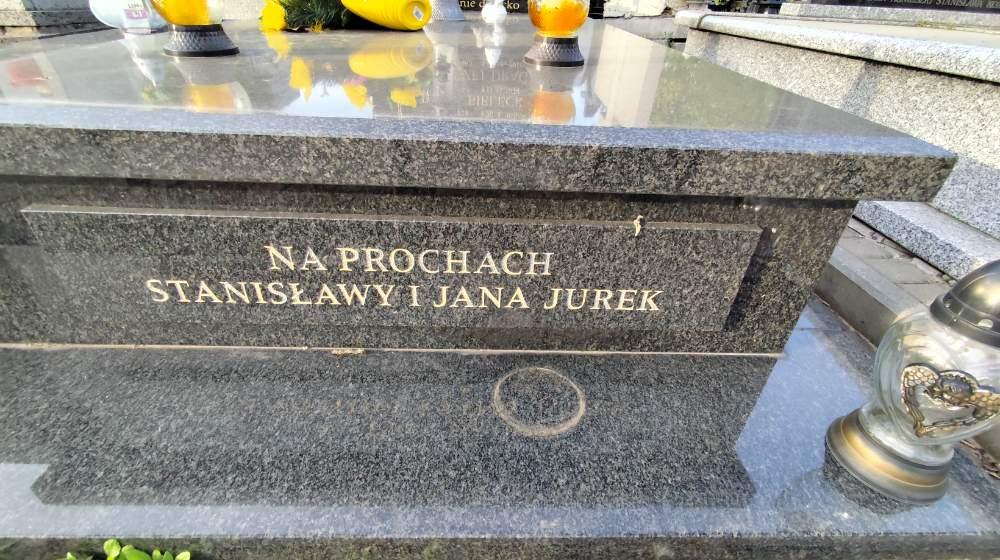 NA PROCHACH
STANISŁAWY I JANA JUREK